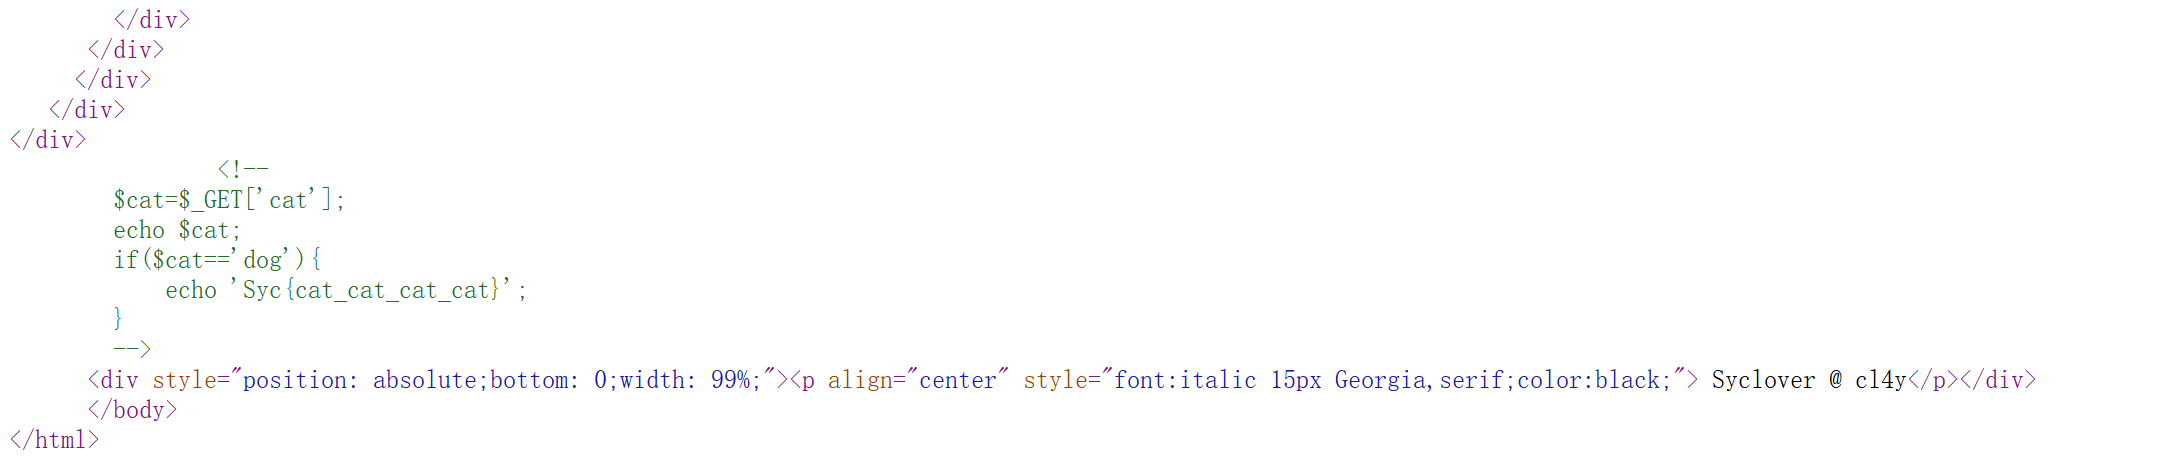 </div>
</div>
</div>
</div>
</div>
<!--
$cat=$_GET['cat'];
echo $cat;
if($cat=='dog'){
echo 'Syc{cat_cat_cat_cat}';
}
-->
<div style="position: absolute;bottom: 0;width: 99%;"><p align="center" style="font:italic 15px Georgia,serif;color:black;"> Syclover @ cl4y</p></div>
</body>
</html>